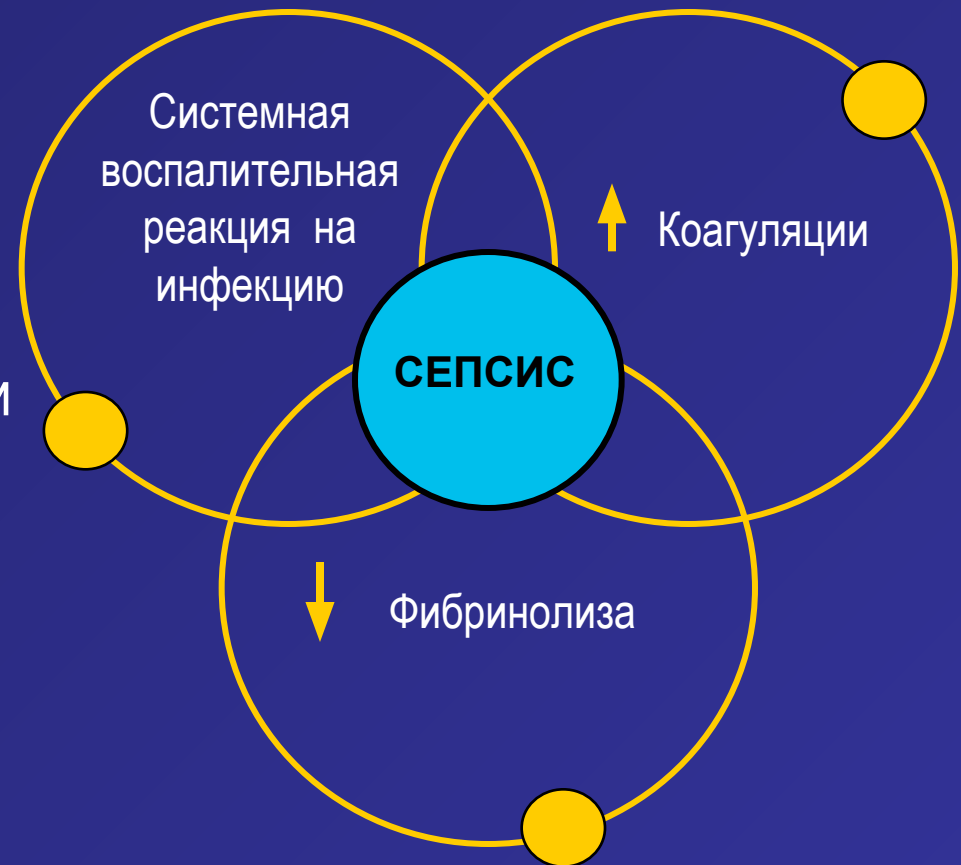 Системная
воспалительная
реакция на
инфекцию
Коагуляции
СЕПСИС
и
Фибринолиза